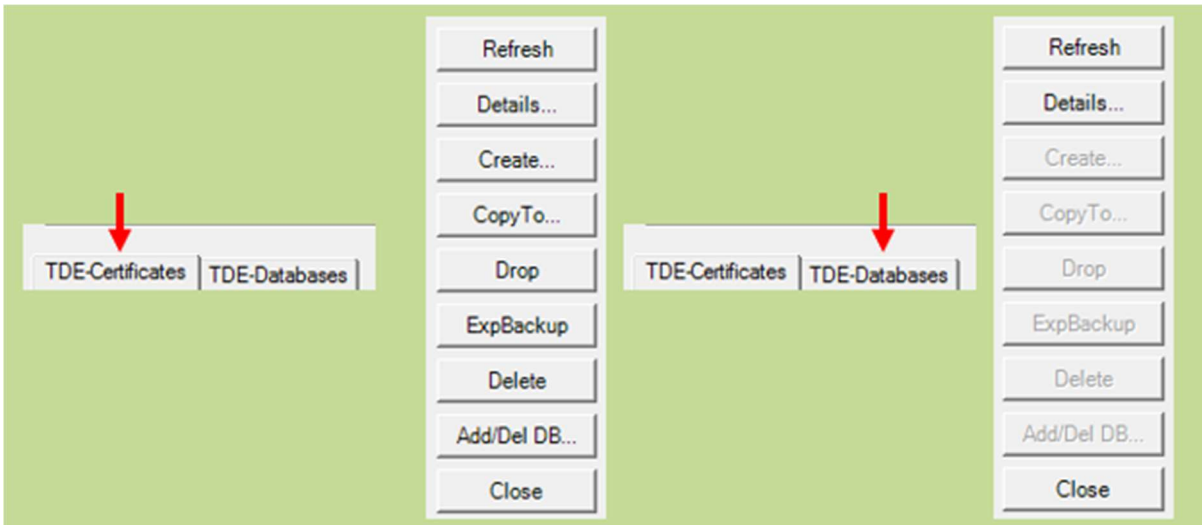 TDE-Certificates
TDE-Databases
Refresh
Details...
Create...
CopyTo...
Drop
ExpBackup
Delete
Add/Del DB...
Close
TDE-Certificates
TDE-Databases
Refresh
Details...
Create...
CopyTo...
Drop
ExpBackup
Delete
Add/Del DB...
Close